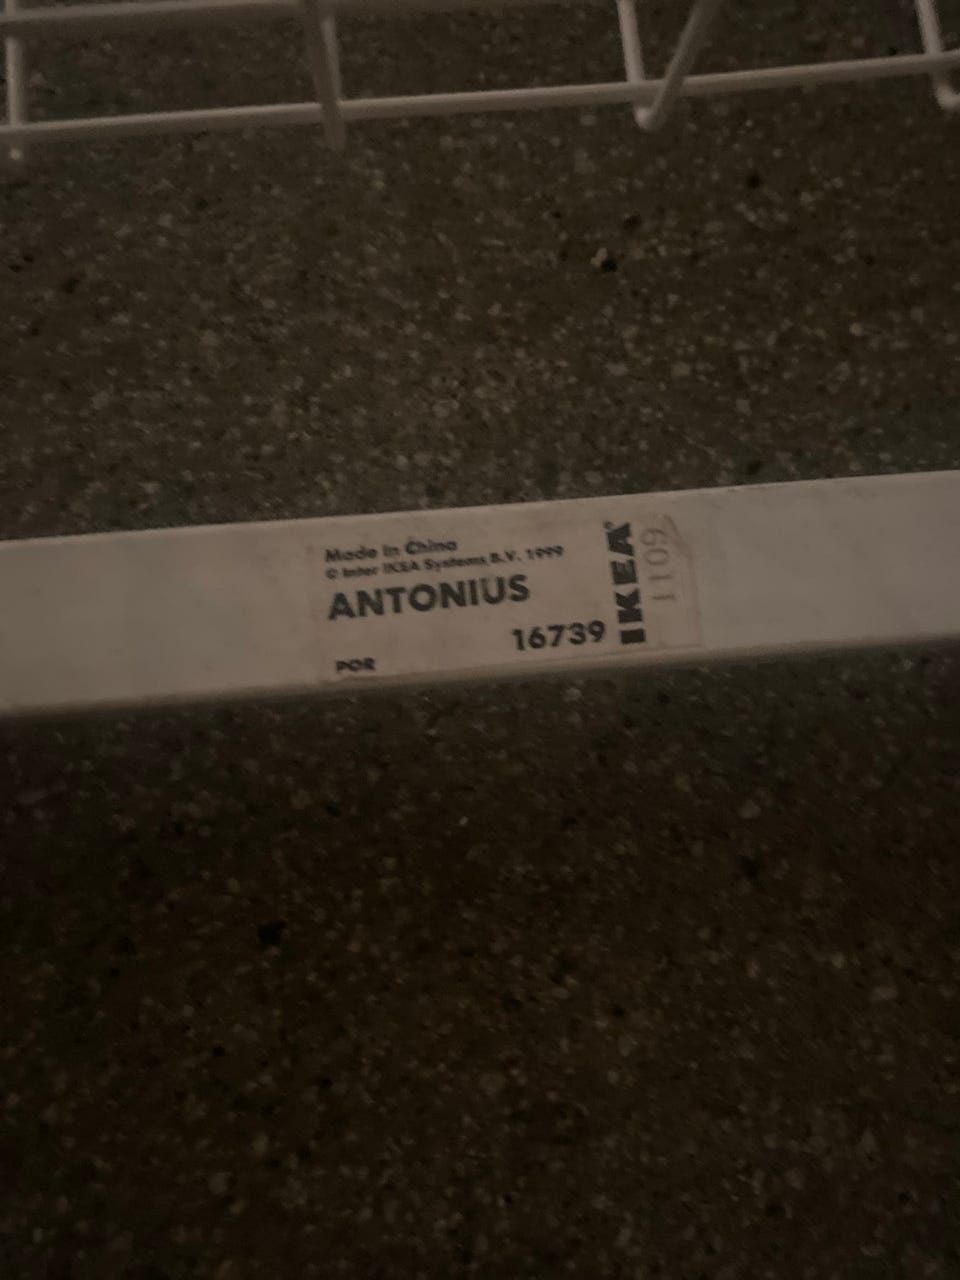 Made in China
© Inter IKEA Systems B.V. 1999
ANTONIUS
16739
POR
IKEA®
1109